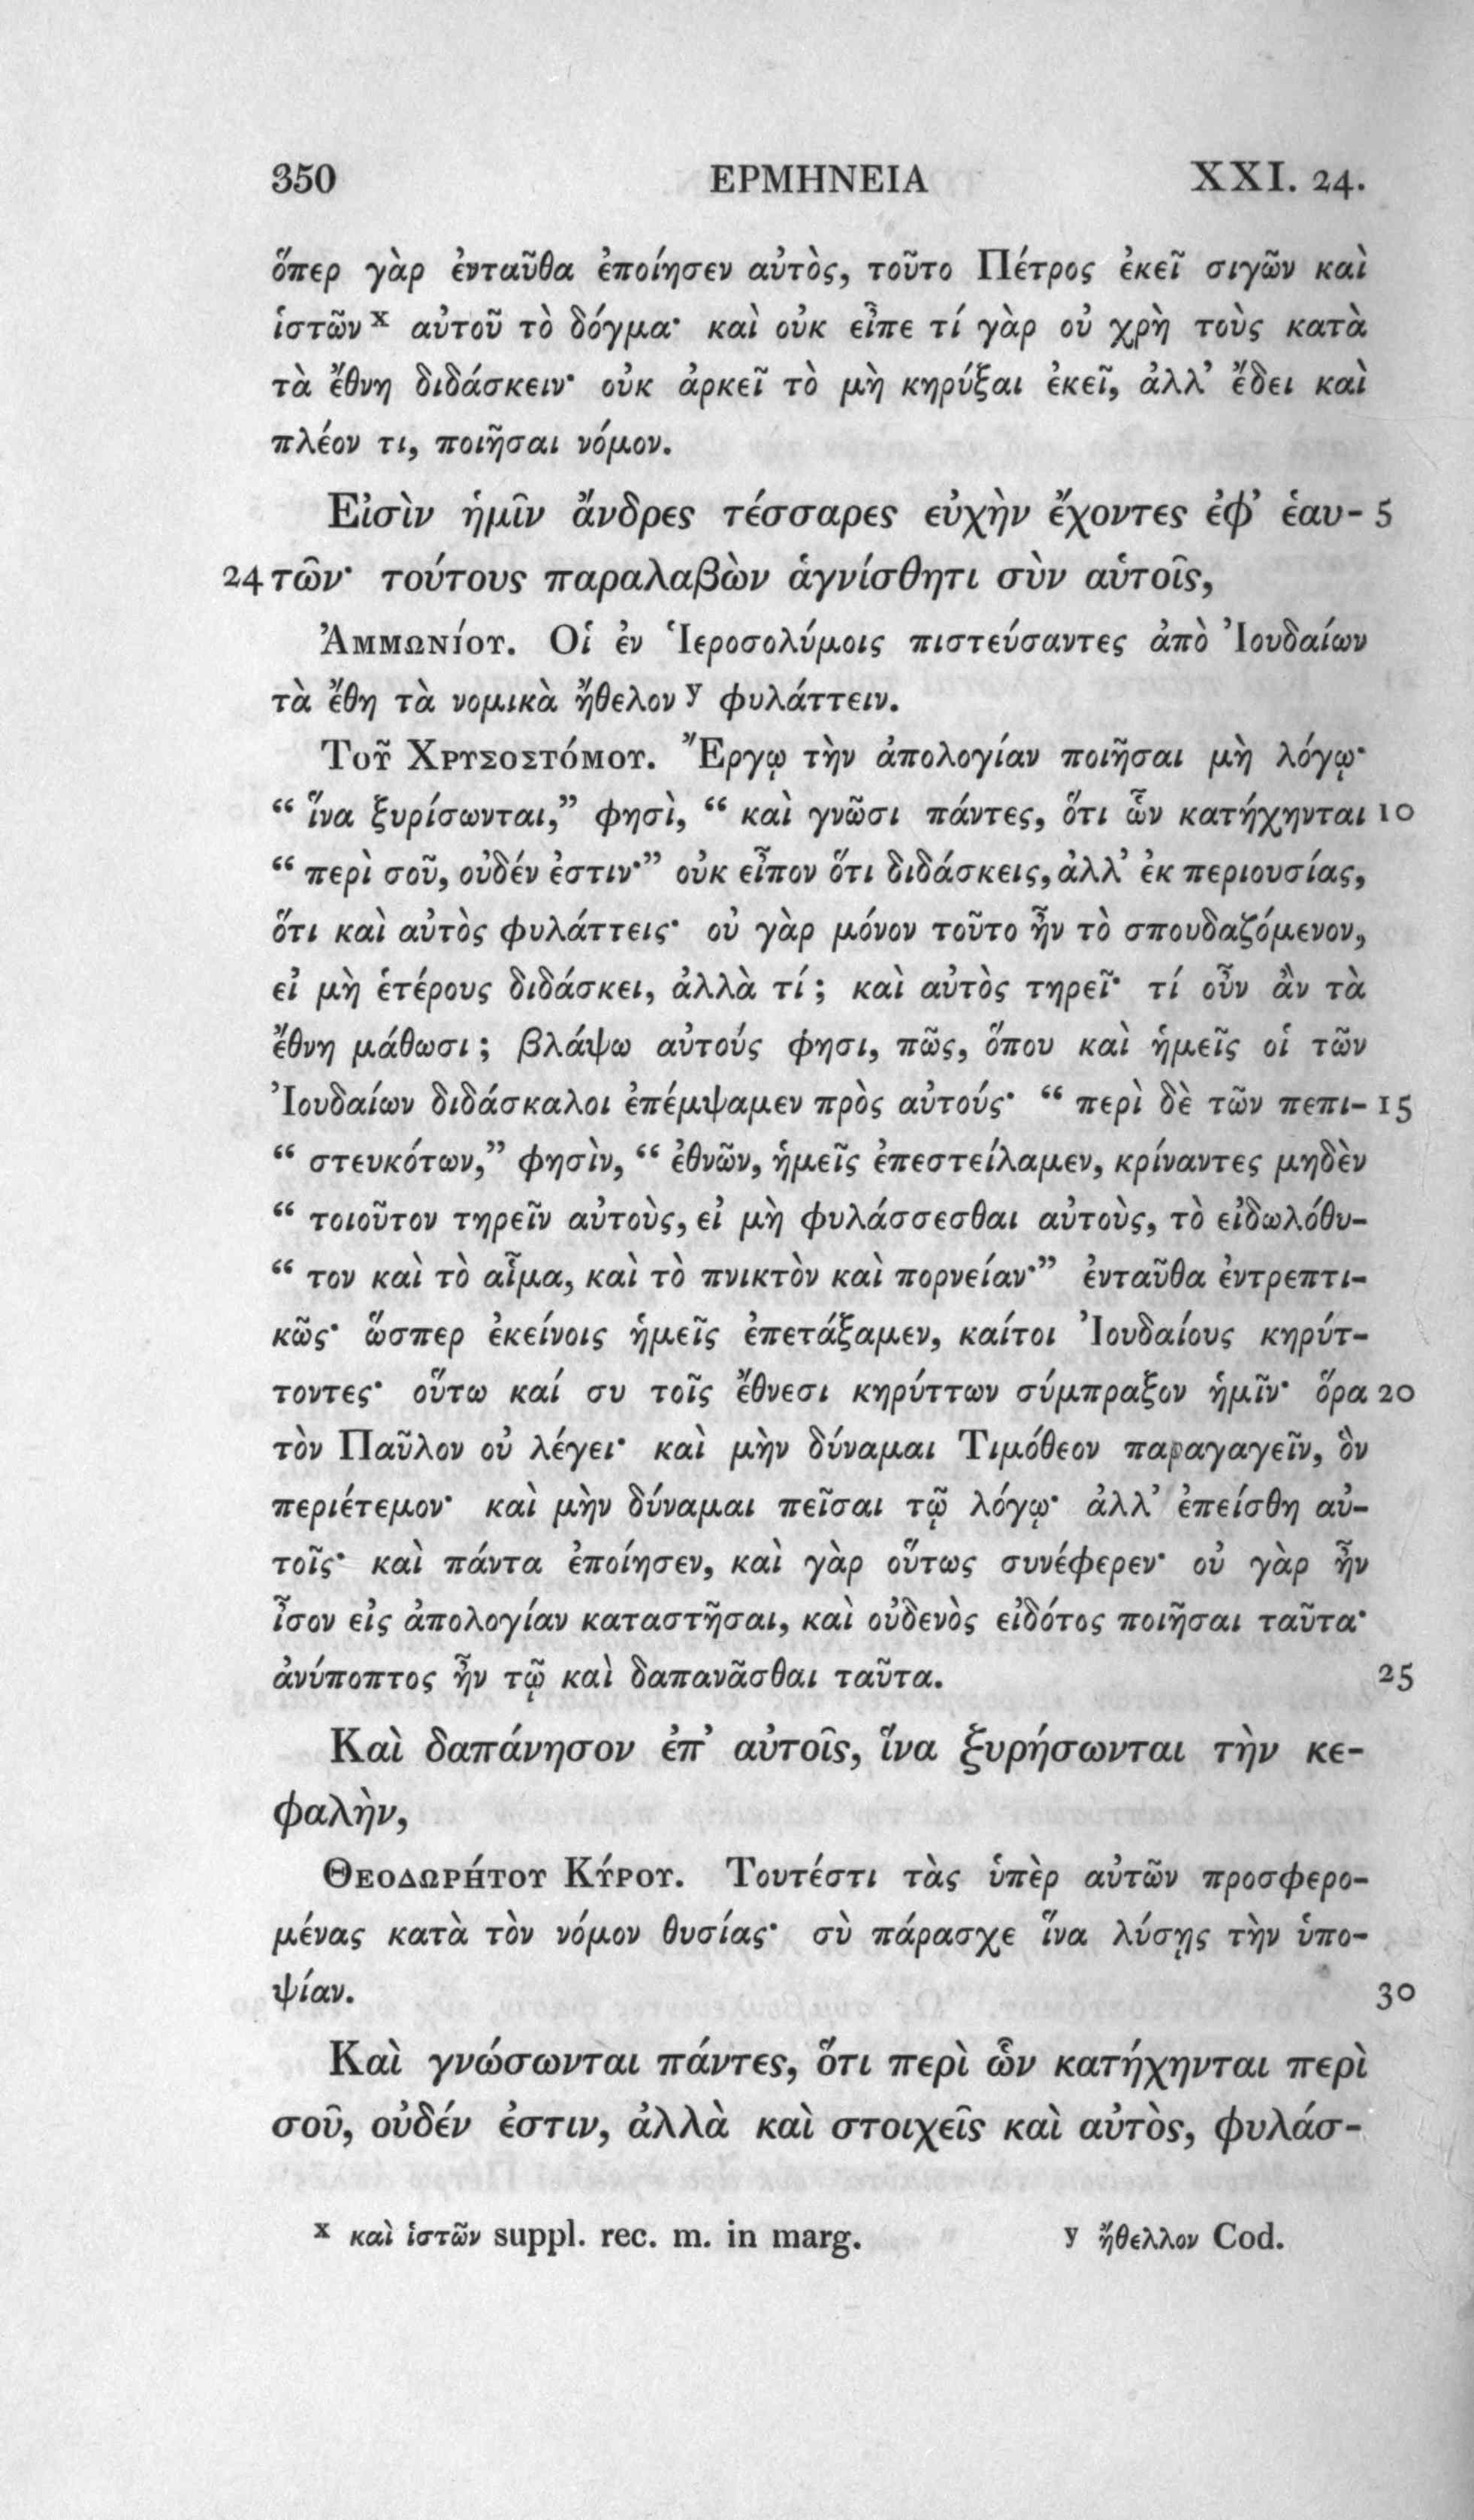 350 ΕΡΜΗΝΕΙΑ XXI. 24.
ὅπερ γὰρ ἐνταῦθα ἐποίησεν αὐτὸς, τοῦτο Πέτρος ἐκεῖ σιγῶν καὶ
ἱστῶν x αὐτοῦ τὸ δόγμα· καὶ οὐκ εἶπε τί γὰρ οὐ χρὴ τοὺς κατὰ
τὰ ἔθνη διδάσκειν· οὐκ ἀρκεῖ τὸ μὴ κηρύξαι ἐκεῖ, ἀλλ’ ἔδει καὶ
πλέον τι, ποιῆσαι νόμον.
Εἰσὶν ἡμῖν ἄνδρες τέσσαρες εὐχὴν ἔχοντες ἐφ’ ἑαυ- 5
24 τῶν· τούτους παραλαβὼν ἁγνίσθητι σὺν αὑτοῖς,
Ἀμμωνίου. Οἱ ἐν Ἱεροσολύμοις πιστεύσαντες ἀπὸ Ἰουδαίων
τὰ ἔθη τὰ νομικὰ ἤθελον y φυλάττειν.
Τοῦ Χρυσοστόμου. Ἔργῳ τὴν ἀπολογίαν ποιῆσαι μὴ λόγῳ·
“ ἵνα ξυρίσωνται,” φησὶ, “ καὶ γνῶσι πάντες, ὅτι ὧν κατήχηνται 10
“ περὶ σοῦ, οὐδέν ἐστιν·” οὐκ εἶπον ὅτι διδάσκεις, ἀλλ’ ἐκ περιουσίας,
ὅτι καὶ αὐτὸς φυλάττεις· οὐ γὰρ μόνον τοῦτο ἦν τὸ σπουδαζόμενον,
εἰ μὴ ἑτέρους διδάσκει, ἀλλὰ τί ; καὶ αὐτὸς τηρεῖ· τί οὖν ἂν τὰ
ἔθνη μάθωσι ; βλάψω αὐτούς φησι, πῶς, ὅπου καὶ ἡμεῖς οἱ τῶν
Ἰουδαίων διδάσκαλοι ἐπέμψαμεν πρὸς αὐτούς· “ περὶ δὲ τῶν πεπι- 15
“ στευκότων,” φησὶν, “ ἐθνῶν, ἡμεῖς ἐπεστείλαμεν, κρίναντες μηδὲν
“ τοιοῦτον τηρεῖν αὐτοὺς, εἰ μὴ φυλάσσεσθαι αὐτοὺς, τὸ εἰδωλόθυ-
“ τον καὶ τὸ αἷμα, καὶ τὸ πνικτὸν καὶ πορνείαν·” ἐνταῦθα ἐντρεπτι-
κῶς· ὥσπερ ἐκείνοις ἡμεῖς ἐπετάξαμεν, καίτοι Ἰουδαίους κηρύτ-
τοντες· οὕτω καί συ τοῖς ἔθνεσι κηρύττων σύμπραξον ἡμῖν· ὅρα 20
τὸν Παῦλον οὐ λέγει· καὶ μὴν δύναμαι Τιμόθεον παραγαγεῖν, ὃν
περιέτεμον· καὶ μὴν δύναμαι πεῖσαι τῷ λόγῳ· ἀλλ’ ἐπείσθη αὐ-
τοῖς· καὶ πάντα ἐποίησεν, καὶ γὰρ οὕτως συνέφερεν· οὐ γὰρ ἦν
ἶσον εἰς ἀπολογίαν καταστῆσαι, καὶ οὐδενὸς εἰδότος ποιῆσαι ταῦτα·
ἀνύποπτος ἦν τῷ καὶ δαπανᾶσθαι ταῦτα. 25
Καὶ δαπάνησον ἐπ’ αὐτοῖς, ἵνα ξυρήσωνται τὴν κε-
φαλὴν,
Θεοδωρήτου Κύρου. Τουτέστι τὰς ὑπὲρ αὐτῶν προσφερο-
μένας κατὰ τὸν νόμον θυσίας· σὺ πάρασχε ἵνα λύσῃς τὴν ὑπο-
ψίαν. 30
Καὶ γνώσωνται πάντες, ὅτι περὶ ὧν κατήχηνται περὶ
σοῦ, οὐδέν ἐστιν, ἀλλὰ καὶ στοιχεῖς καὶ αὐτὸς, φυλάσ-
x καὶ ἱστῶν suppl. rec. m. in marg. y ἤθελλον Cod.